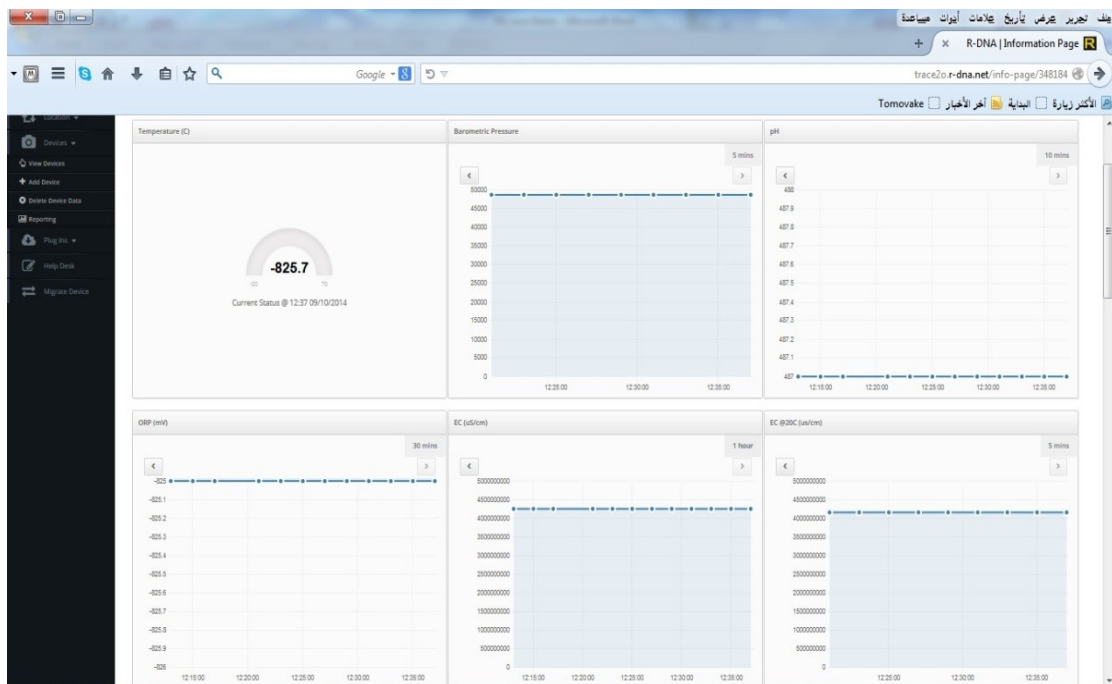 تحرير عرض تأريخ علامات أدوات مساعدة
R-DNA | Information Page
Google
trace2o.r-dna.net/info-page/348184
الأكثر زيارة البداية آخر الأخبار Tomovake
Location
Devices
View Devices
Add Device
Delete Device Data
Reporting
Plug Ins
Help Desk
Migrate Device
Temperature (C)
-825.7
-20 70
Current Status @ 12:37 09/10/2014
Barometric Pressure
5 mins
50000
45000
40000
35000
30000
25000
20000
15000
10000
5000
0
12:25:00 12:30:00 12:35:00
pH
10 mins
488
487.9
487.8
487.7
487.6
487.5
487.4
487.3
487.2
487.1
487
12:15:00 12:20:00 12:25:00 12:30:00 12:35:00
ORP (mV)
30 mins
-825
-825.1
-825.2
-825.3
-825.4
-825.5
-825.6
-825.7
-825.8
-825.9
-826
12:15:00 12:20:00 12:25:00 12:30:00 12:35:00
EC (uS/cm)
1 hour
5000000000
4500000000
4000000000
3500000000
3000000000
2500000000
2000000000
1500000000
1000000000
500000000
0
12:15:00 12:20:00 12:25:00 12:30:00 12:35:00
EC @20C (us/cm)
5 mins
5000000000
4500000000
4000000000
3500000000
3000000000
2500000000
2000000000
1500000000
1000000000
500000000
0
12:25:00 12:30:00 12:35:00